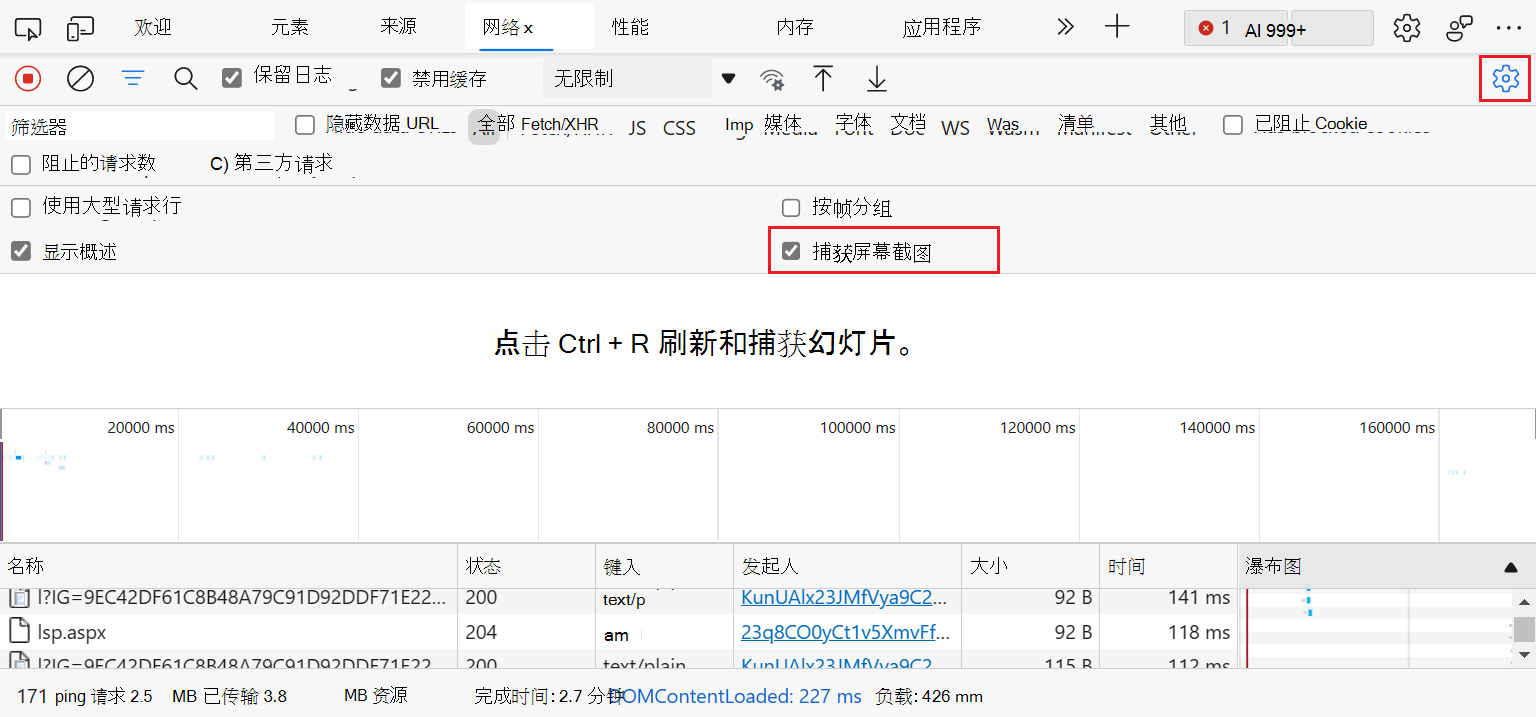 欢迎 元素 来源 网络 x 性能 内存 应用程序 1 AI 999+
保留日志 禁用缓存 无限制
筛选器 隐藏数据 URL 全部 Fetch/XHR JS CSS Imp 媒体 字体 文档 WS Was 清单 其他 已阻止 Cookie
阻止的请求数 C) 第三方请求
使用大型请求行 按帧分组
显示概述 捕获屏幕截图
点击 Ctrl + R 刷新和捕获幻灯片。
20000 ms 40000 ms 60000 ms 80000 ms 100000 ms 120000 ms 140000 ms 160000 ms
名称 状态 键入 发起人 大小 时间 瀑布图
l?IG=9EC42DF61C8B48A79C91D92DDF71E22... 200 text/p KunUAlx23JMfVya9C2... 92 B 141 ms
lsp.aspx 204 am 23q8CO0yCt1v5XmvFf... 92 B 118 ms
l?IG=9EC42DF61C8B48A79C91D92DDF71E22 200 text/plain KunUAlx23JMfVya9C2 115 B 112 ms
171 ping 请求 2.5 MB 已传输 3.8 MB 资源 完成时间: 2.7 分钟 DOMContentLoaded: 227 ms 负载: 426 mm